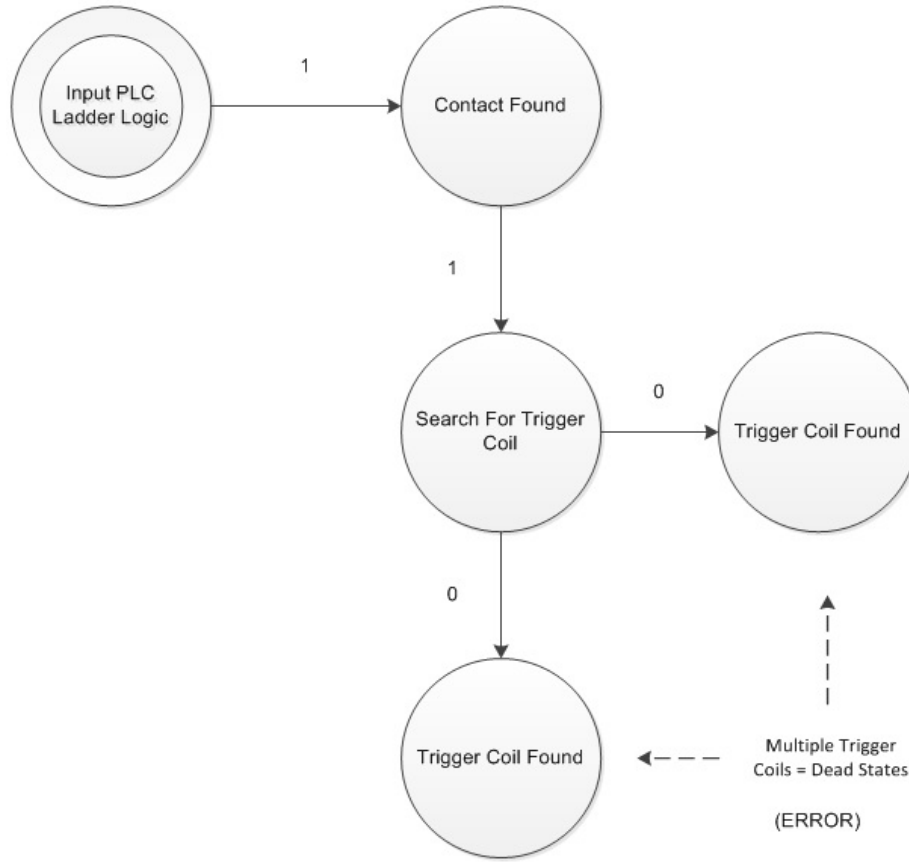 1
Input PLC
Ladder Logic
Contact Found
1
0
Search For Trigger
Coil
Trigger Coil Found
0
Trigger Coil Found
Multiple Trigger
Coils = Dead States
(ERROR)